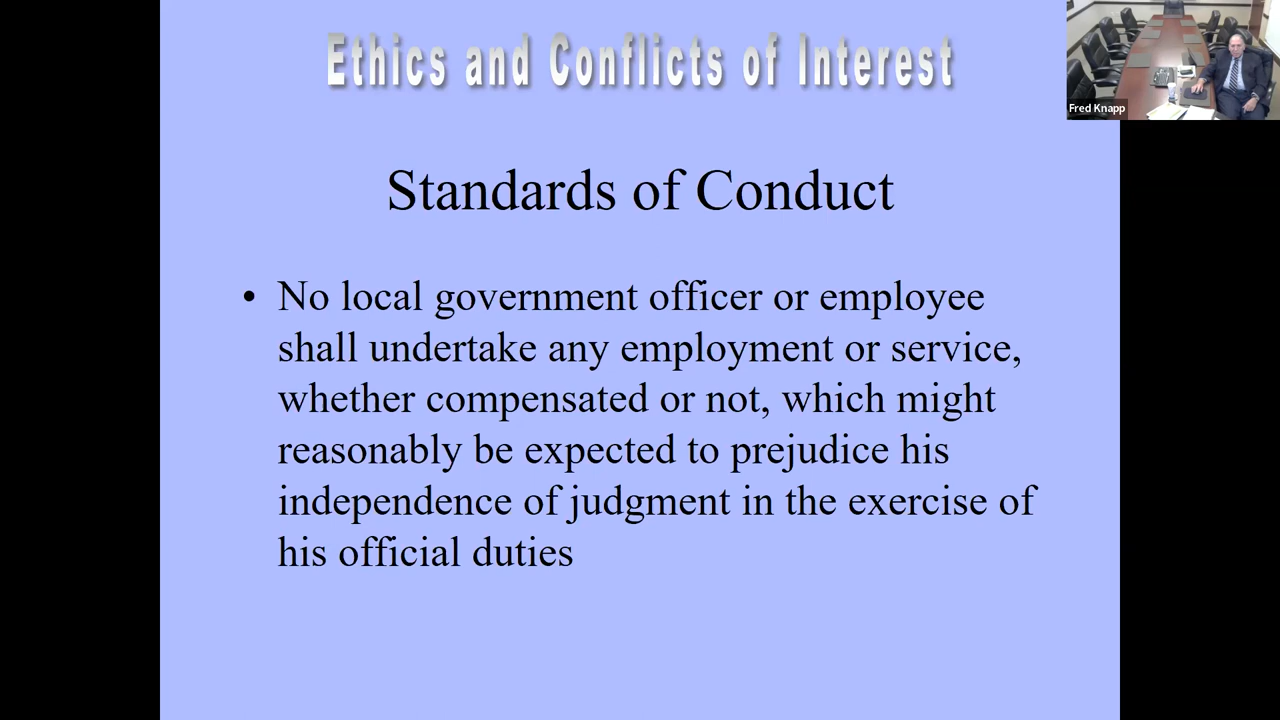 Ethics and Conflicts of Interest
Fred Knapp
Standards of Conduct
• No local government officer or employee
shall undertake any employment or service,
whether compensated or not, which might
reasonably be expected to prejudice his
independence of judgment in the exercise of
his official duties